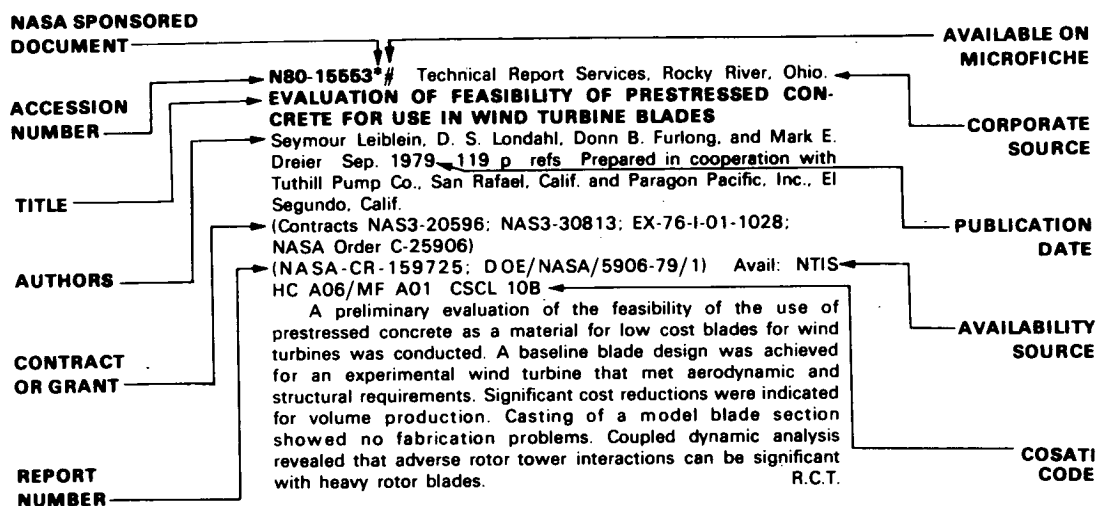 NASA SPONSORED
DOCUMENT
AVAILABLE ON
MICROFICHE
N80-15553*# Technical Report Services, Rocky River, Ohio.
ACCESSION
NUMBER
EVALUATION OF FEASIBILITY OF PRESTRESSED CON-
CRETE FOR USE IN WIND TURBINE BLADES
CORPORATE
SOURCE
Seymour Leiblein, D. S. Londahl, Donn B. Furlong, and Mark E.
Dreier Sep. 1979 119 p refs Prepared in cooperation with
Tuthill Pump Co., San Rafael, Calif. and Paragon Pacific, Inc., El
Segundo, Calif.
TITLE
(Contracts NAS3-20596; NAS3-30813; EX-76-I-01-1028;
NASA Order C-25906)
PUBLICATION
DATE
AUTHORS
(NASA-CR-159725; DOE/NASA/5906-79/1) Avail: NTIS
HC A06/MF A01 CSCL 10B
A preliminary evaluation of the feasibility of the use of
prestressed concrete as a material for low cost blades for wind
turbines was conducted. A baseline blade design was achieved
for an experimental wind turbine that met aerodynamic and
structural requirements. Significant cost reductions were indicated
for volume production. Casting of a model blade section
showed no fabrication problems. Coupled dynamic analysis
revealed that adverse rotor tower interactions can be significant
with heavy rotor blades. R.C.T.
AVAILABILITY
SOURCE
CONTRACT
OR GRANT
COSATI
CODE
REPORT
NUMBER